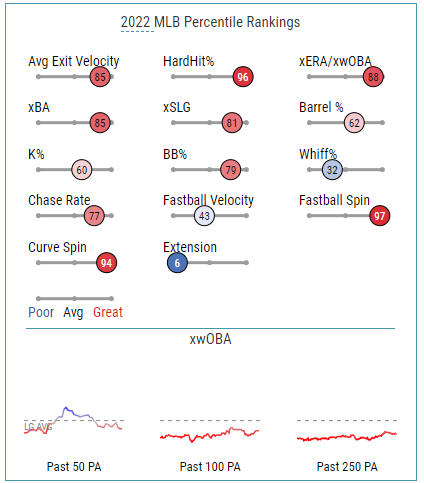 2022 MLB Percentile Rankings
Avg Exit Velocity HardHit% xERA/xwOBA
85 96 88
xBA xSLG Barrel %
85 81 62
K% BB% Whiff%
60 79 32
Chase Rate Fastball Velocity Fastball Spin
77 43 97
Curve Spin Extension
94 6
Poor Avg Great
xwOBA
LG AVG
Past 50 PA Past 100 PA Past 250 PA